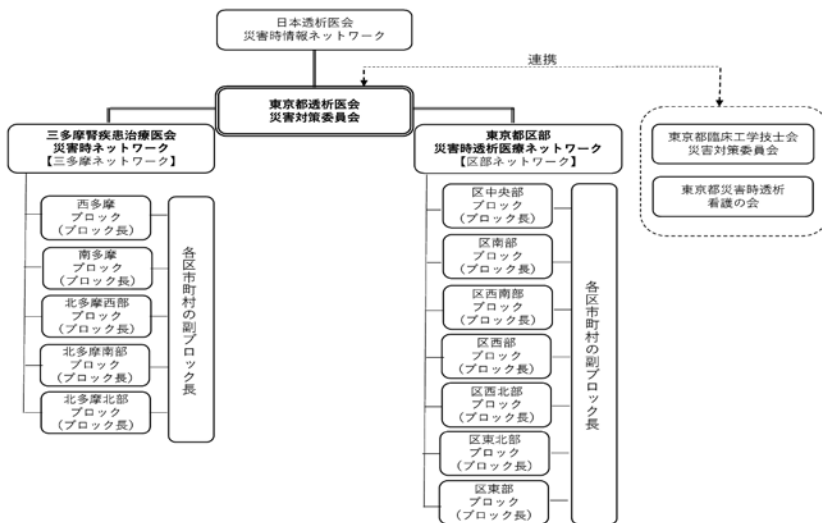 日本透析医会
災害時情報ネットワーク
連携
東京都透析医会
災害対策委員会
三多摩腎疾患治療医会
災害時ネットワーク
【三多摩ネットワーク】
東京都区部
災害時透析医療ネットワーク
【区部ネットワーク】
東京都臨床工学技士会
災害対策委員会
東京都災害時透析
看護の会
西多摩
ブロック
(ブロック長)
南多摩
ブロック
(ブロック長)
北多摩西部
ブロック
(ブロック長)
北多摩南部
ブロック
(ブロック長)
北多摩北部
ブロック
(ブロック長)
各区市町村の副ブロック長
区中央部
ブロック
(ブロック長)
区南部
ブロック
(ブロック長)
区西南部
ブロック
(ブロック長)
区西部
ブロック
(ブロック長)
区西北部
ブロック
(ブロック長)
区東北部
ブロック
(ブロック長)
区東部
ブロック
(ブロック長)
各区市町村の副ブロック長